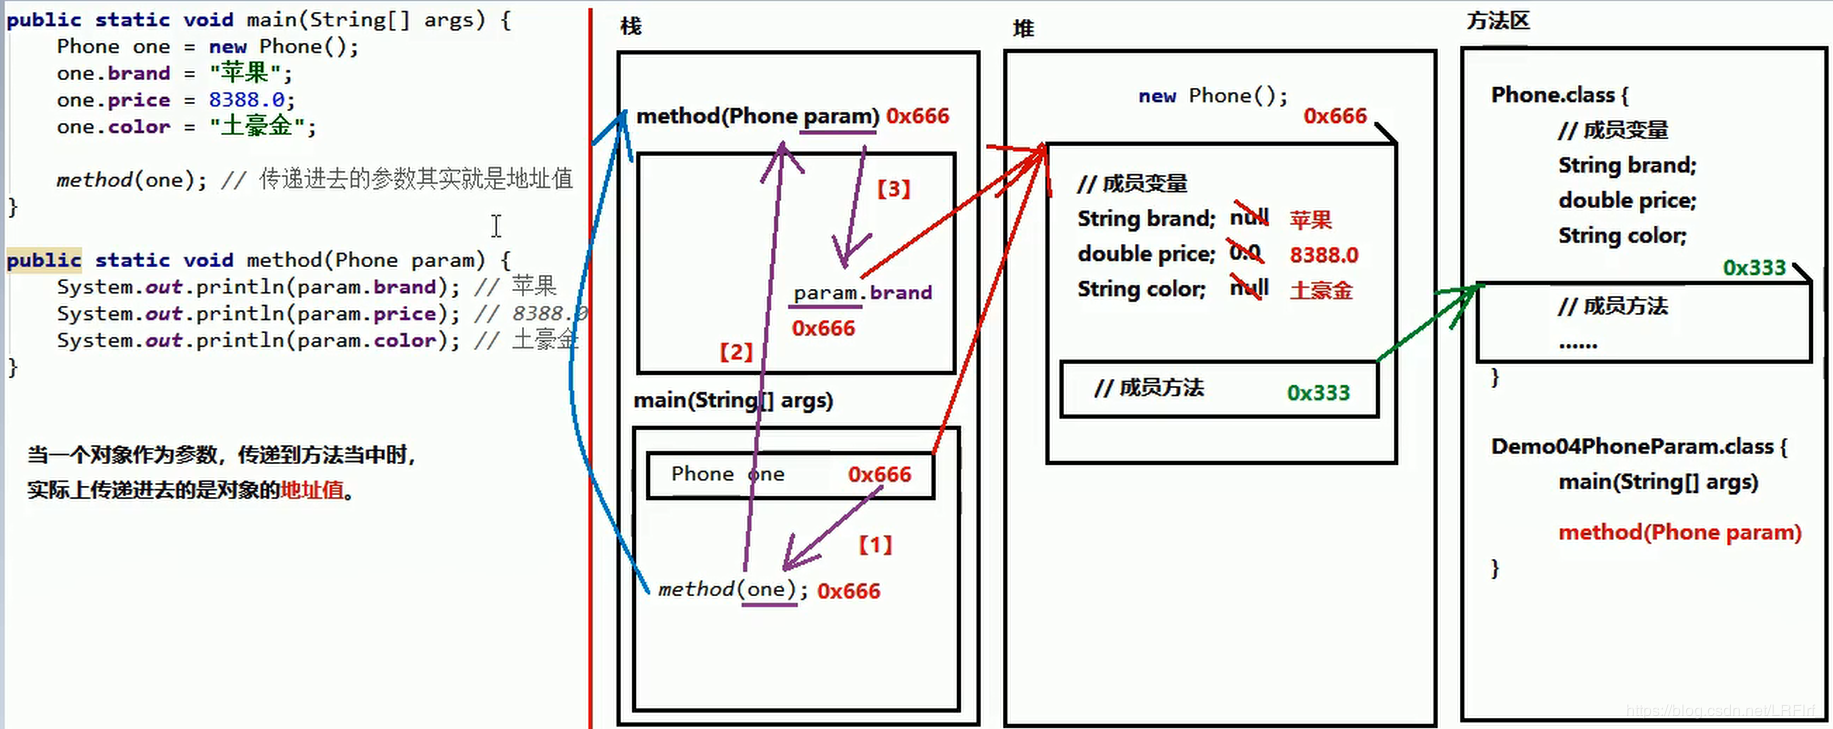 public static void main(String[] args) {
Phone one = new Phone();
one.brand = "苹果";
one.price = 8388.0;
one.color = "土豪金";
method(one); // 传递进去的参数其实就是地址值
}
public static void method(Phone param) {
System.out.println(param.brand); // 苹果
System.out.println(param.price); // 8388.0
System.out.println(param.color); // 土豪金
}
当一个对象作为参数，传递到方法当中时，
实际上传递进去的是对象的地址值。
栈
method(Phone param) 0x666
【3】
param.brand
0x666
【2】
main(String[] args)
Phone one 0x666
【1】
method(one); 0x666
堆
new Phone();
0x666
// 成员变量
String brand; null 苹果
double price; 0.0 8388.0
String color; null 土豪金
// 成员方法 0x333
方法区
Phone.class {
// 成员变量
String brand;
double price;
String color;
0x333
// 成员方法
......
}
Demo04PhoneParam.class {
main(String[] args)
method(Phone param)
}
https://blog.csdn.net/LRFlrf